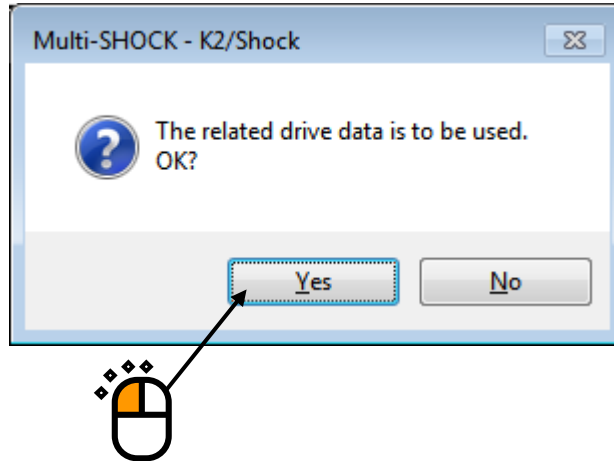 Multi-SHOCK - K2/Shock
The related drive data is to be used.
OK?
Yes
No